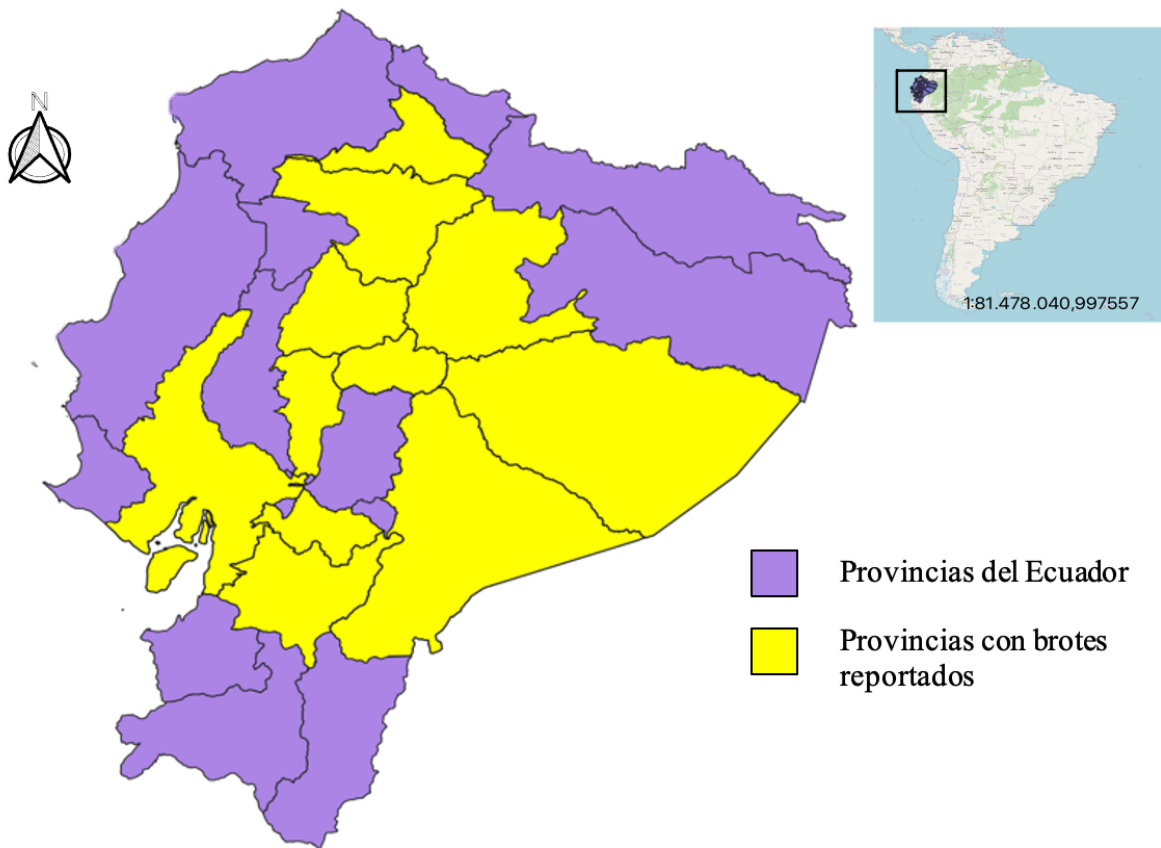 N
1:81.478.040,997557
Provincias del Ecuador
Provincias con brotes
reportados